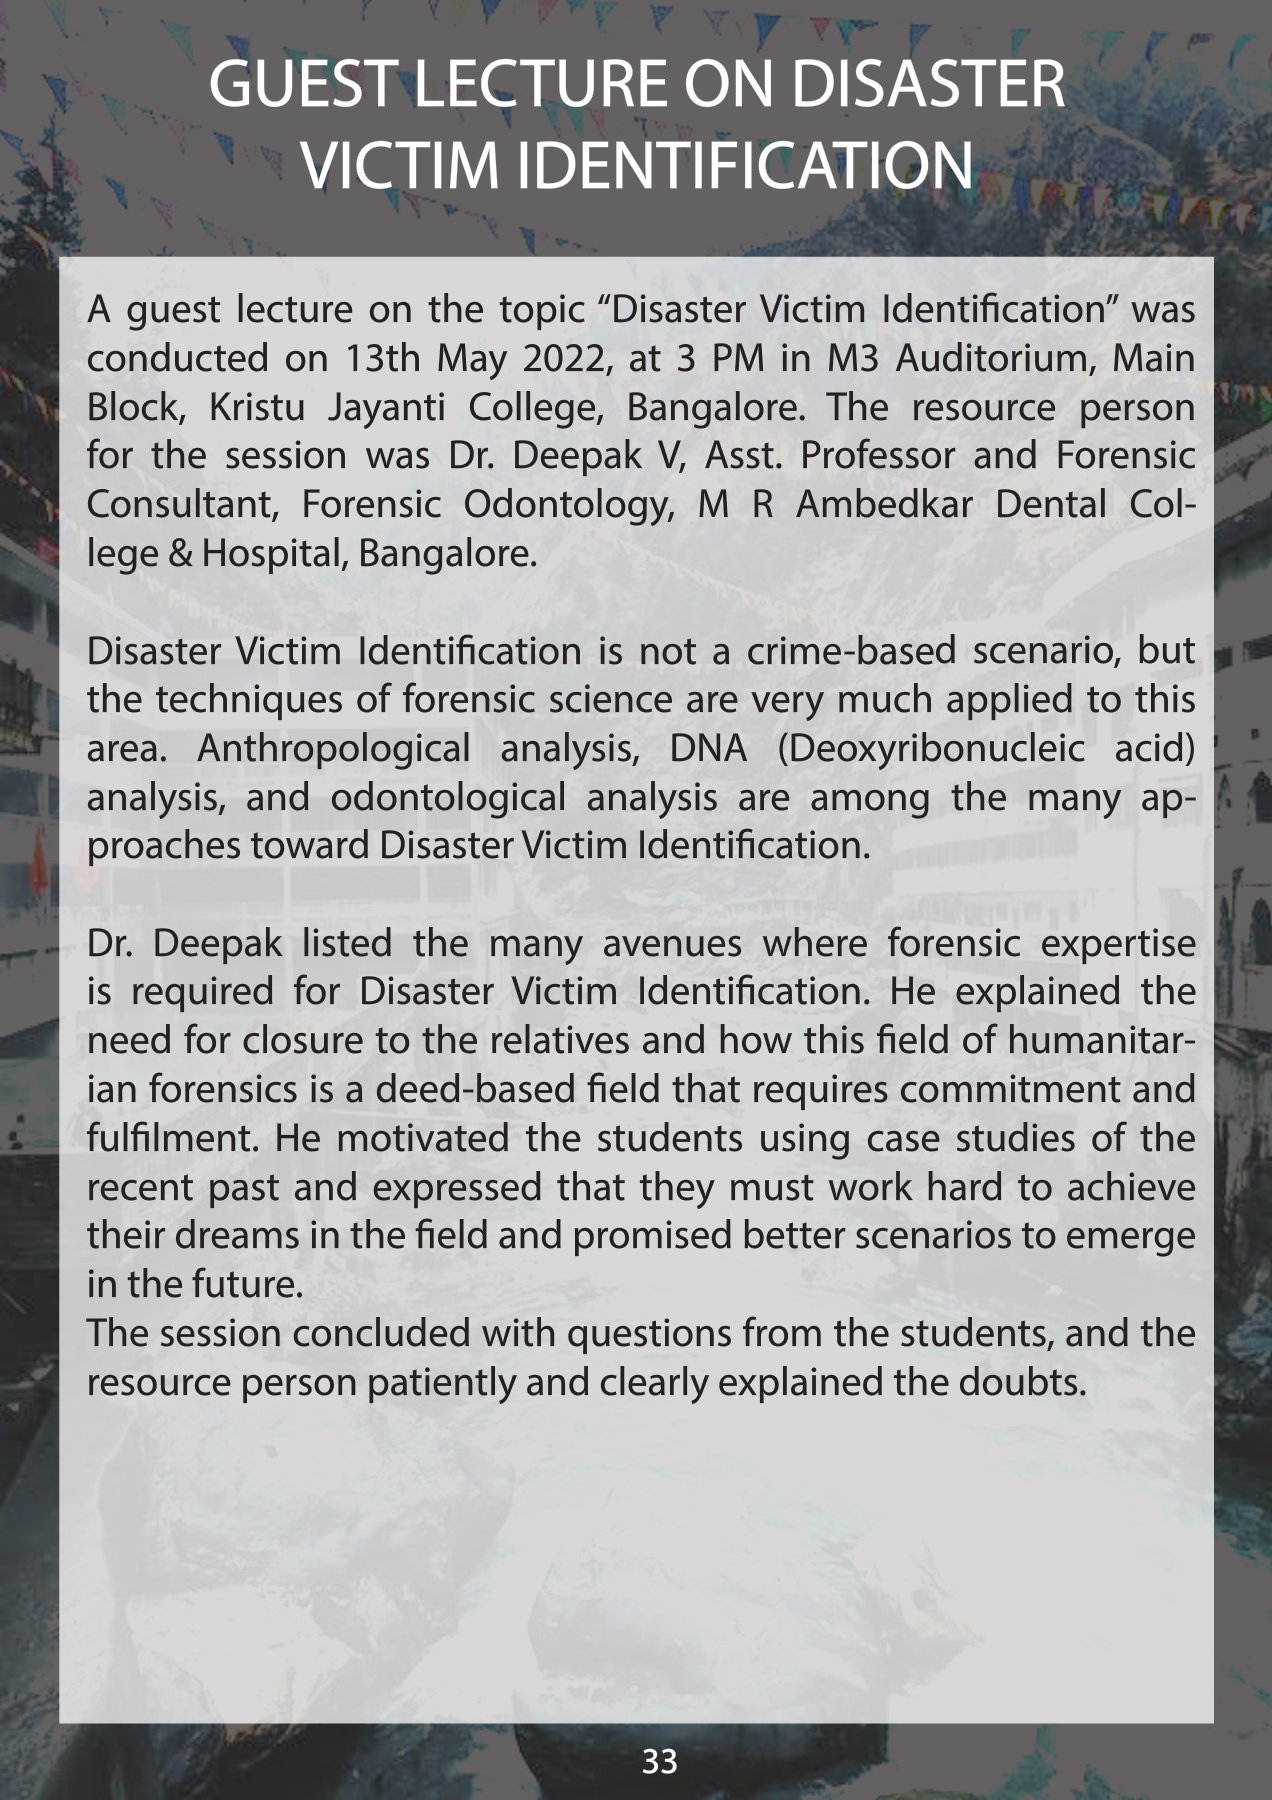 GUEST LECTURE ON DISASTER
VICTIM IDENTIFICATION
A guest lecture on the topic “Disaster Victim Identification” was
conducted on 13th May 2022, at 3 PM in M3 Auditorium, Main
Block, Kristu Jayanti College, Bangalore. The resource person
for the session was Dr. Deepak V, Asst. Professor and Forensic
Consultant, Forensic Odontology, M R Ambedkar Dental Col-
lege & Hospital, Bangalore.
Disaster Victim Identification is not a crime-based scenario, but
the techniques of forensic science are very much applied to this
area. Anthropological analysis, DNA (Deoxyribonucleic acid)
analysis, and odontological analysis are among the many ap-
proaches toward Disaster Victim Identification.
Dr. Deepak listed the many avenues where forensic expertise
is required for Disaster Victim Identification. He explained the
need for closure to the relatives and how this field of humanitar-
ian forensics is a deed-based field that requires commitment and
fulfilment. He motivated the students using case studies of the
recent past and expressed that they must work hard to achieve
their dreams in the field and promised better scenarios to emerge
in the future.
The session concluded with questions from the students, and the
resource person patiently and clearly explained the doubts.
33